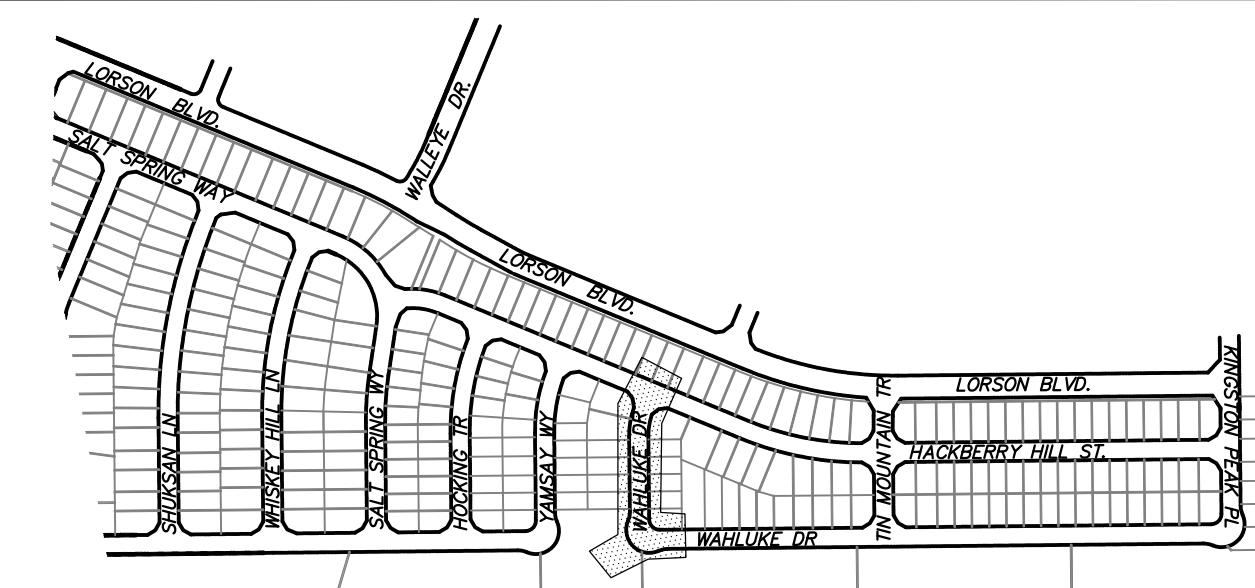 LORSON BLVD.
WALLEYE DR.
SALT SPRING WAY
LORSON BLVD.
KINGSTON PEAK PL
LORSON BLVD.
TIN MOUNTAIN TR
HACKBERRY HILL ST.
SHUKSAN LN
WHISKEY HILL LN
SALT SPRING WY
HOCKING TR
YAMSAY WY
WAHLUKE DR
WAHLUKE DR